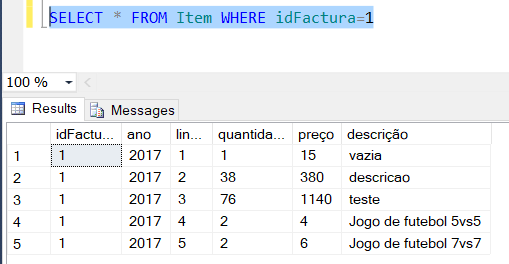 SELECT * FROM Item WHERE idFactura=1
100 %
Results Messages
idFactu... ano lin... quantida... preço descrição
1 1 2017 1 1 15 vazia
2 1 2017 2 38 380 descricao
3 1 2017 3 76 1140 teste
4 1 2017 4 2 4 Jogo de futebol 5vs5
5 1 2017 5 2 6 Jogo de futebol 7vs7